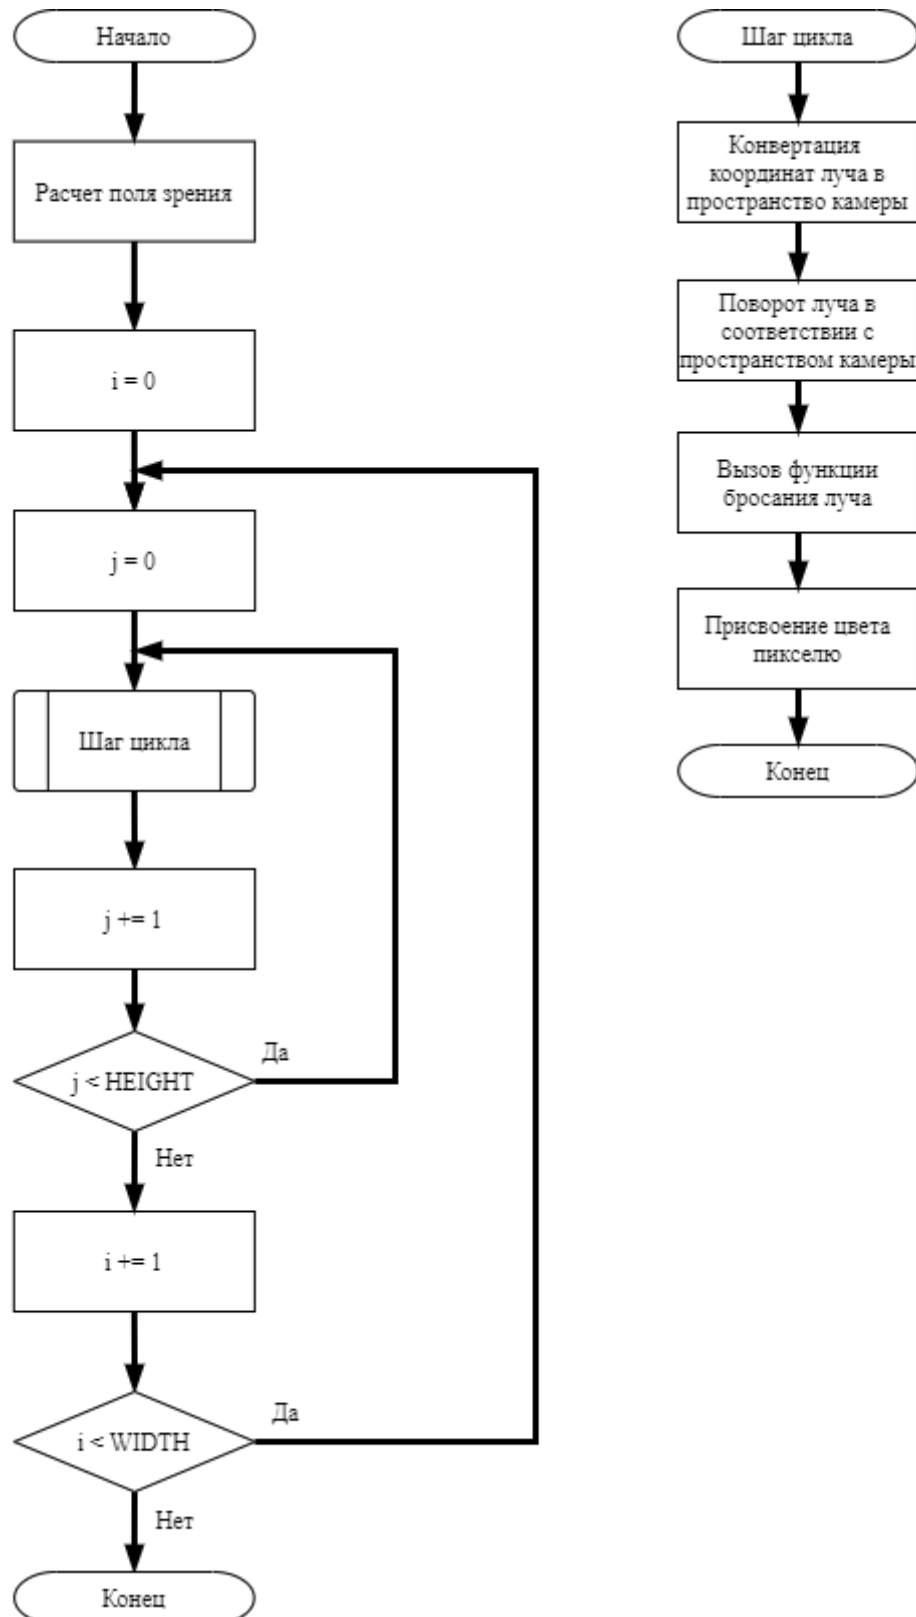 Начало
Расчет поля зрения
i = 0
j = 0
Шаг цикла
j += 1
j < HEIGHT
Да
Нет
i += 1
i < WIDTH
Да
Нет
Конец
Шаг цикла
Конвертация
координат луча в
пространство камеры
Поворот луча в
соответствии с
пространством камеры
Вызов функции
бросания луча
Присвоение цвета
пикселю
Конец